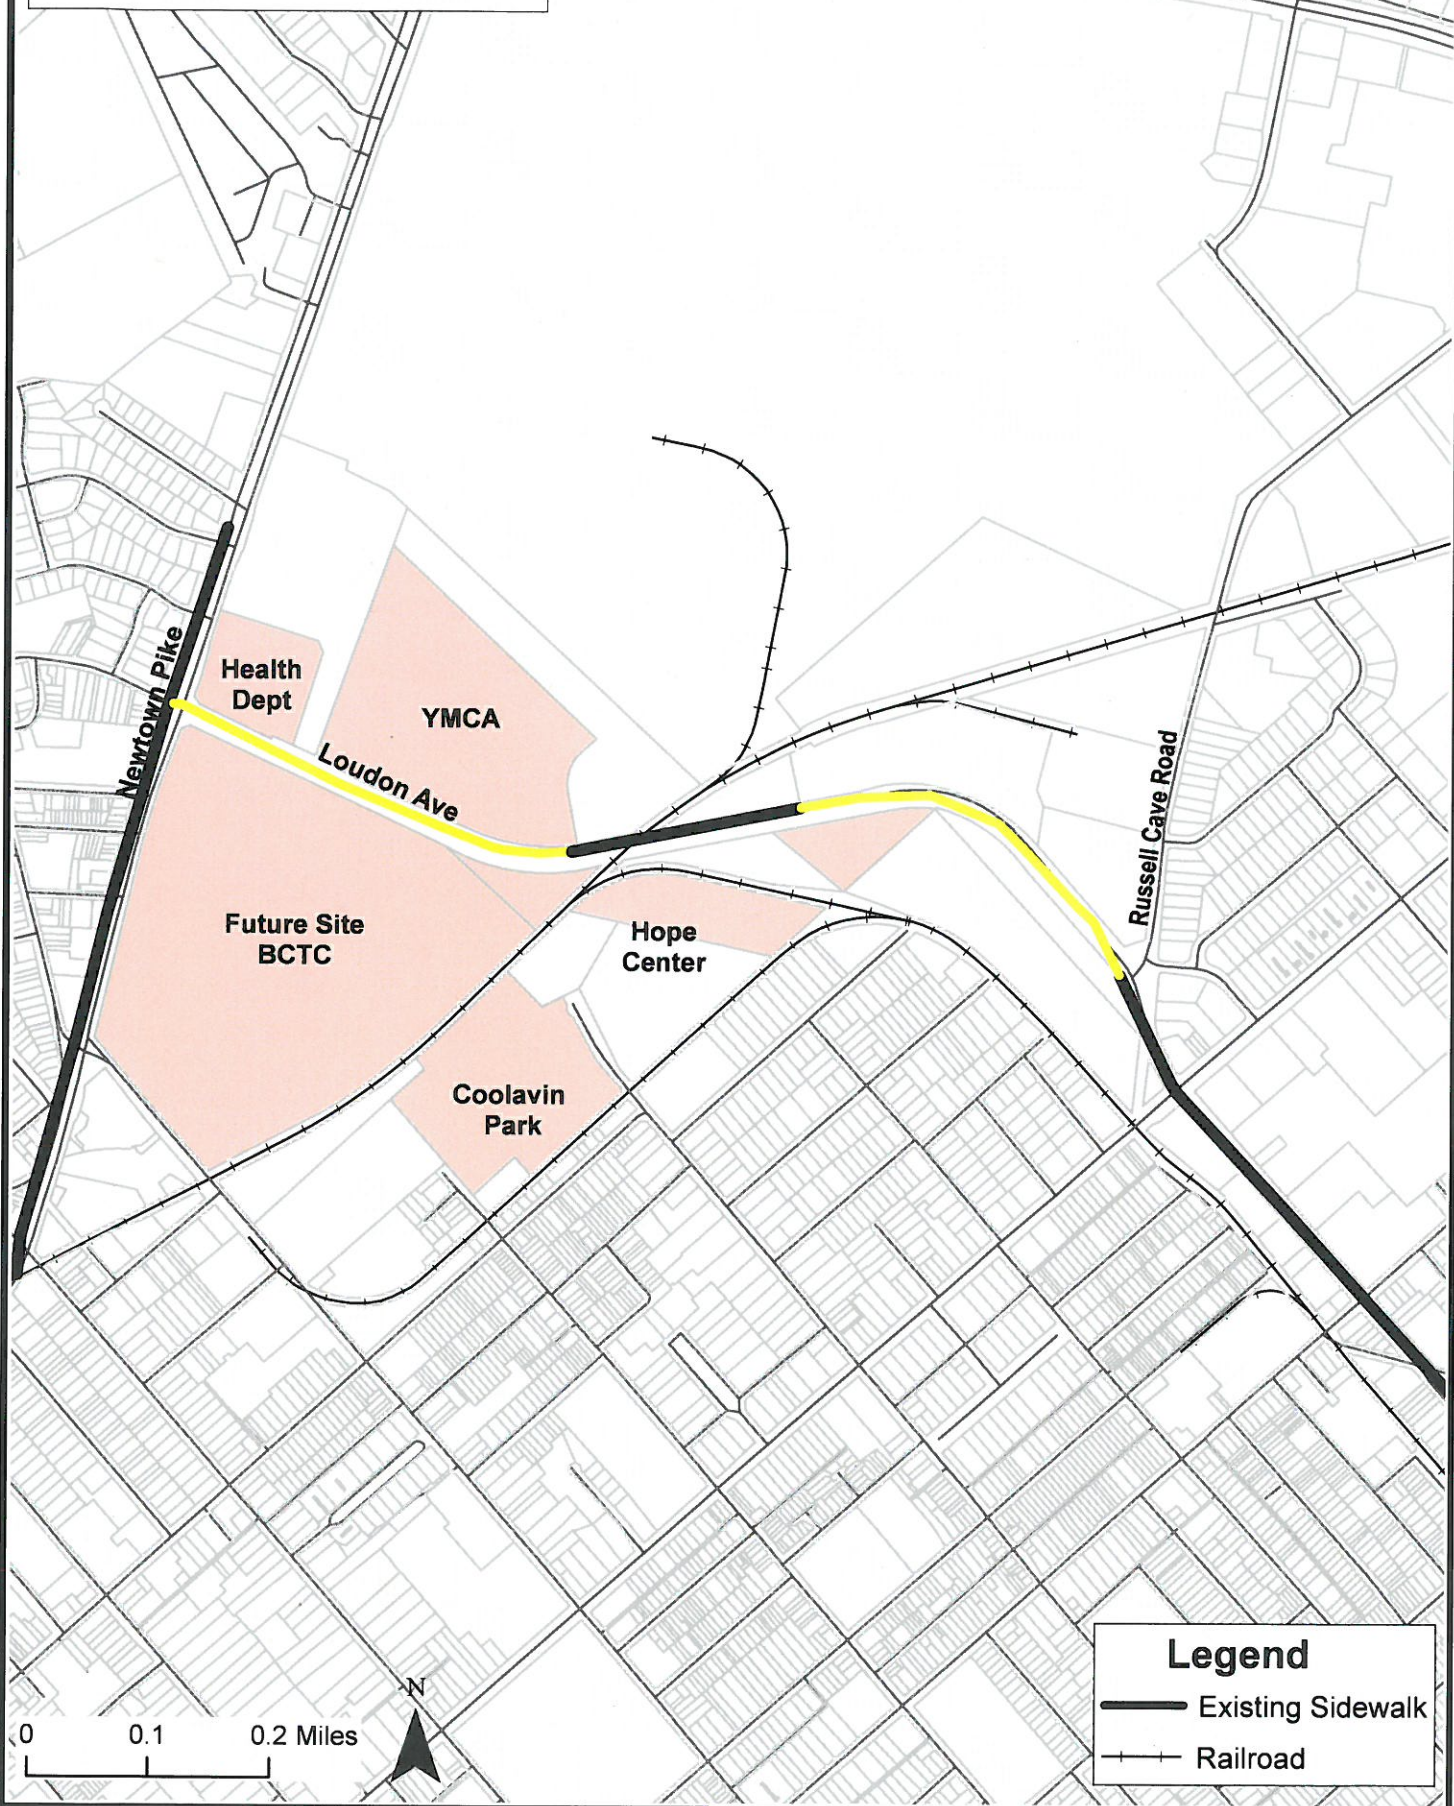 Health
Dept
YMCA
Newtown Pike
Loudon Ave
Russell Cave Road
Future Site
BCTC
Hope
Center
Coolavin
Park
Legend
Existing Sidewalk
Railroad
N
0 0.1 0.2 Miles